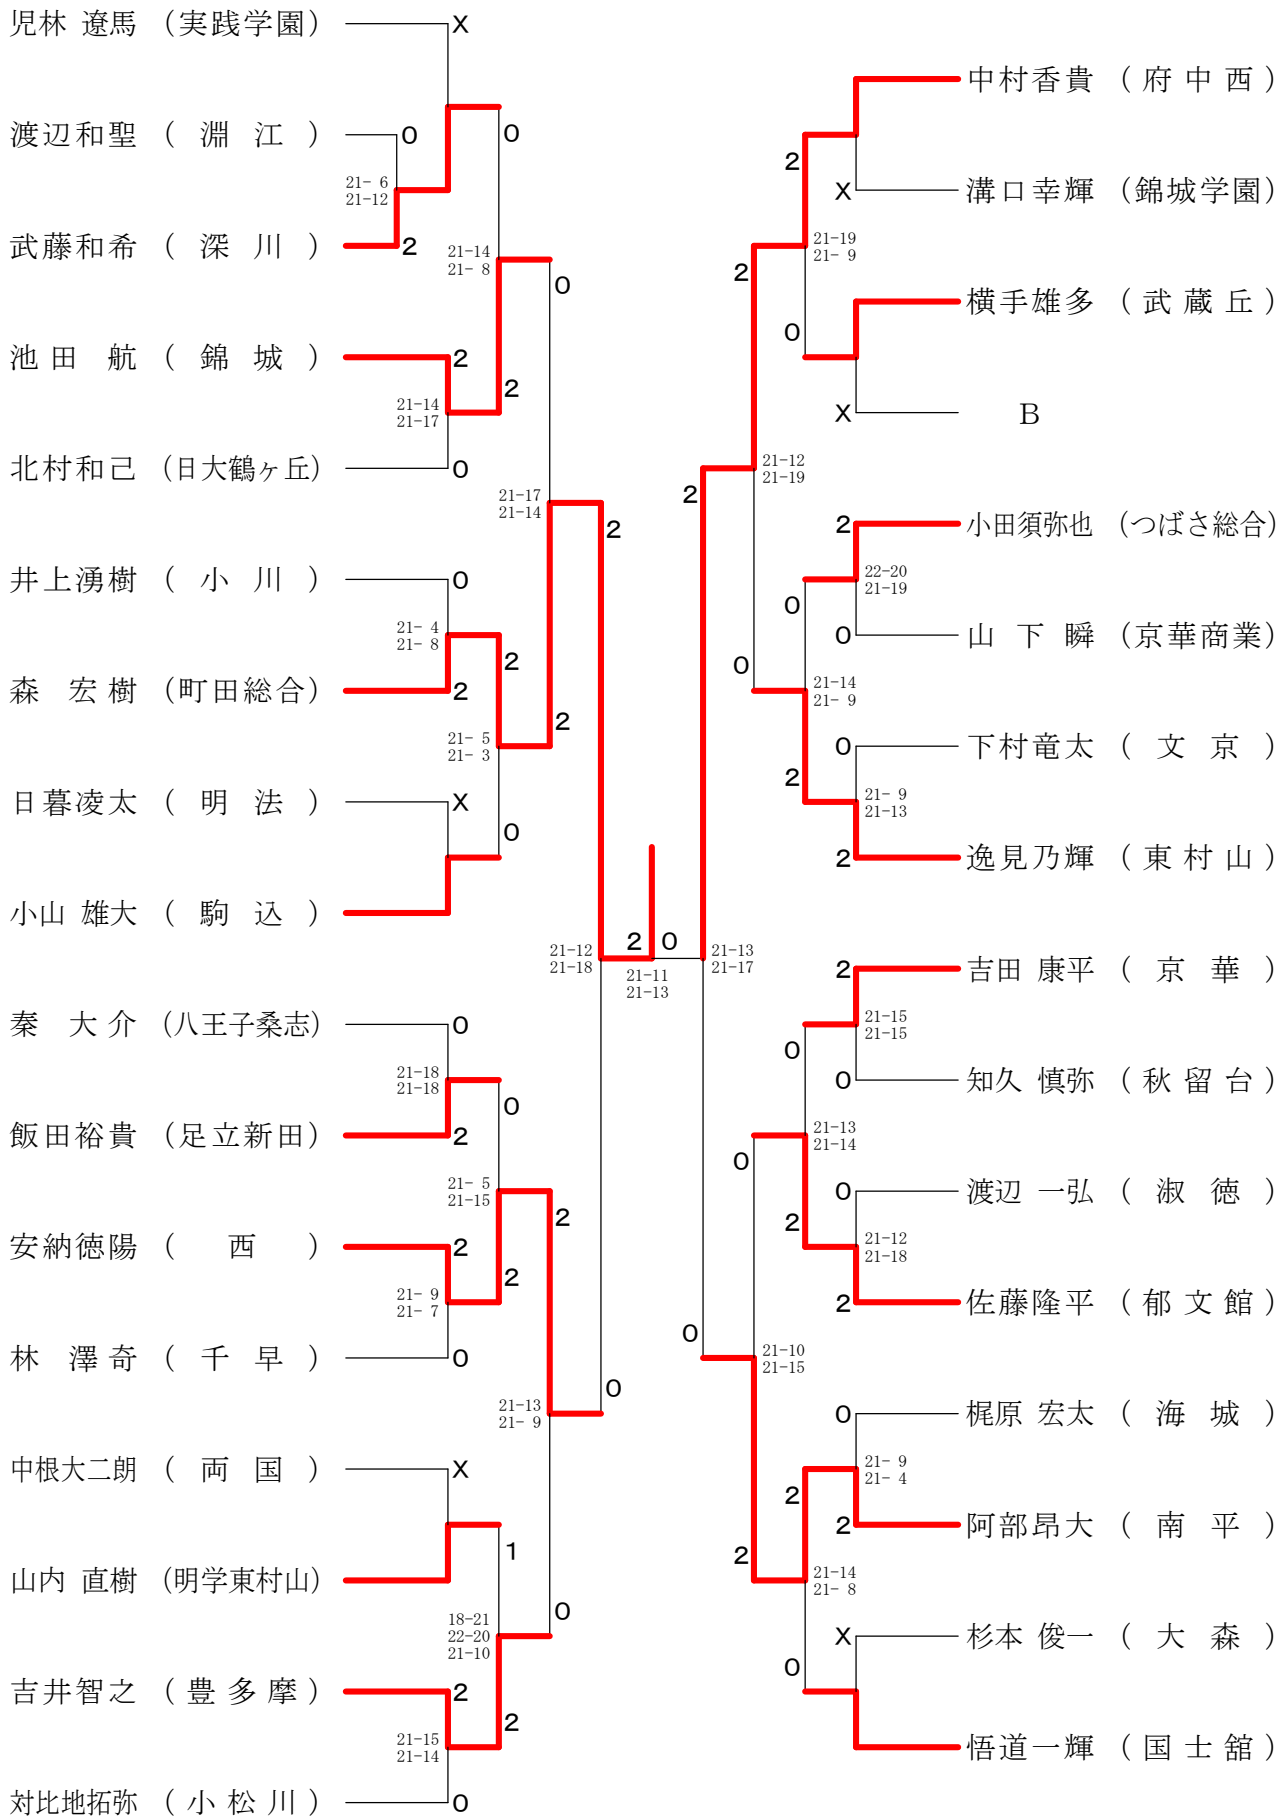 児林 遼馬 （実践学園） X
渡辺和聖 （ 淵 江 ） 0
21- 6
21-12
0
武藤和希 （ 深 川 ） 2
21-14
21- 8
0
池田 航 （ 錦 城 ） 2
21-14
21-17
2
北村和己 （日大鶴ヶ丘） 0
21-17
21-14
2
井上湧樹 （ 小 川 ） 0
21- 4
21- 8
2
森 宏樹 （町田総合） 2
21- 5
21- 3
2
日暮凌太 （ 明 法 ） X
0
小山 雄大 （ 駒 込 ）
21-12
21-18
2 0
21-11
21-13
秦 大介 （八王子桑志） 0
21-18
21-18
0
飯田裕貴 （足立新田） 2
21- 5
21-15
2
安納徳陽 （ 西 ） 2
21- 9
21- 7
2
林 澤奇 （ 千 早 ） 0
21-13
21- 9
0
中根大二朗 （ 両 国 ） X
1
山内 直樹 （明学東村山）
18-21
22-20
21-10
0
吉井智之 （ 豊 多 摩 ） 2
21-15
21-14
2
対比地拓弥 （ 小 松 川 ） 0
中村香貴 （ 府 中 西 ）
2
X 溝口幸輝 （錦城学園）
21-19
21- 9
2
横手雄多 （ 武 蔵 丘 ）
0
X B
21-12
21-19
2
2 小田須弥也 （つばさ総合）
22-20
21-19
0
0 山下 瞬 （京華商業）
0
21-14
21- 9
0 下村竜太 （ 文 京 ）
2
21- 9
21-13
2 逸見乃輝 （ 東 村 山 ）
21-13
21-17
2 吉田 康平 （ 京 華 ）
21-15
21-15
0
0 知久 慎弥 （ 秋 留 台 ）
21-13
21-14
0
0 渡辺 一弘 （ 淑 徳 ）
2
21-12
21-18
2 佐藤隆平 （ 郁 文 館 ）
0
21-10
21-15
0 梶原 宏太 （ 海 城 ）
21- 9
21- 4
2
2 阿部昂大 （ 南 平 ）
2
21-14
21- 8
X 杉本 俊一 （ 大 森 ）
0
悟道一輝 （ 国 士 舘 ）